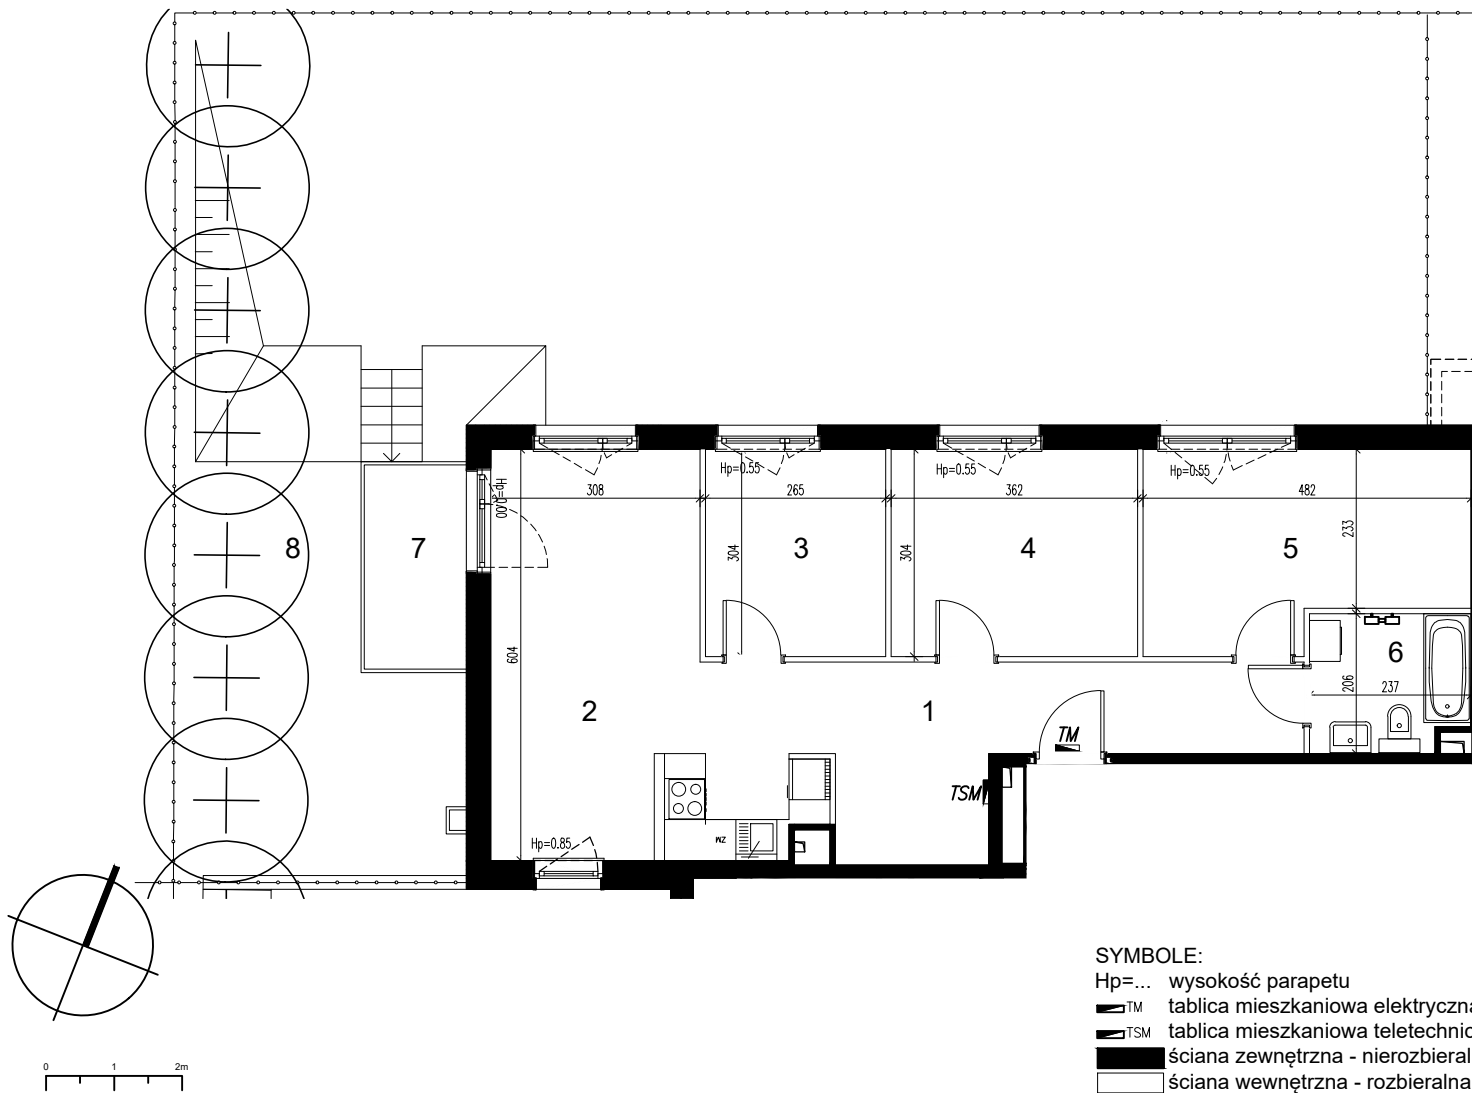 Hp=0.55
Hp=0.55
Hp=0.55
Hp=0.00
308
265
362
482
233
304
304
8
7
3
4
5
604
6
206
237
2
1
TM
TSM
Hp=0.85
ZM
SYMBOLE:
Hp=... wysokość parapetu
TM tablica mieszkaniowa elektryczna
TSM tablica mieszkaniowa teletechnic
ściana zewnętrzna - nierozbieral
ściana wewnętrzna - rozbieralna
0 1 2m